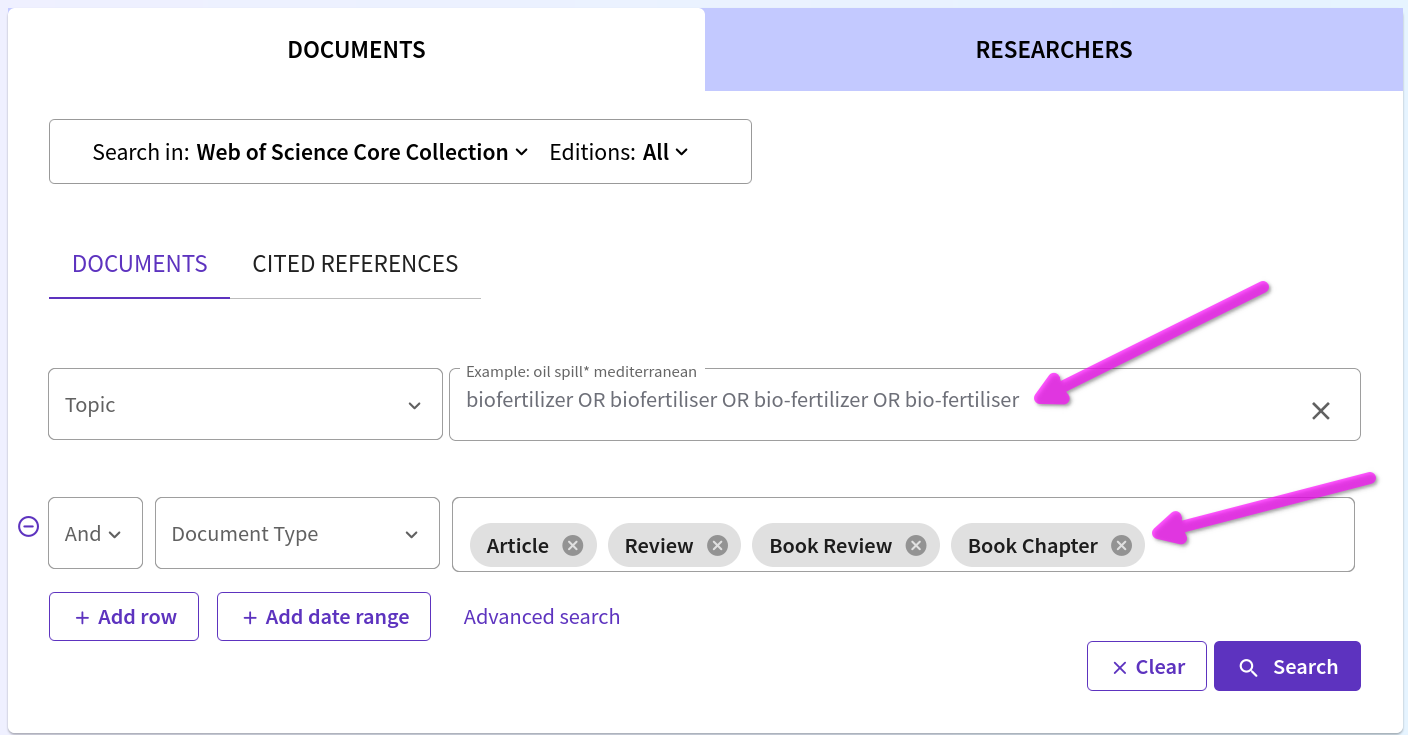 DOCUMENTS RESEARCHERS
Search in: Web of Science Core Collection Editions: All
DOCUMENTS CITED REFERENCES
Example: oil spill* mediterranean
Topic biofertilizer OR biofertiliser OR bio-fertilizer OR bio-fertiliser
And Document Type Article Review Book Review Book Chapter
+ Add row + Add date range Advanced search
× Clear Search